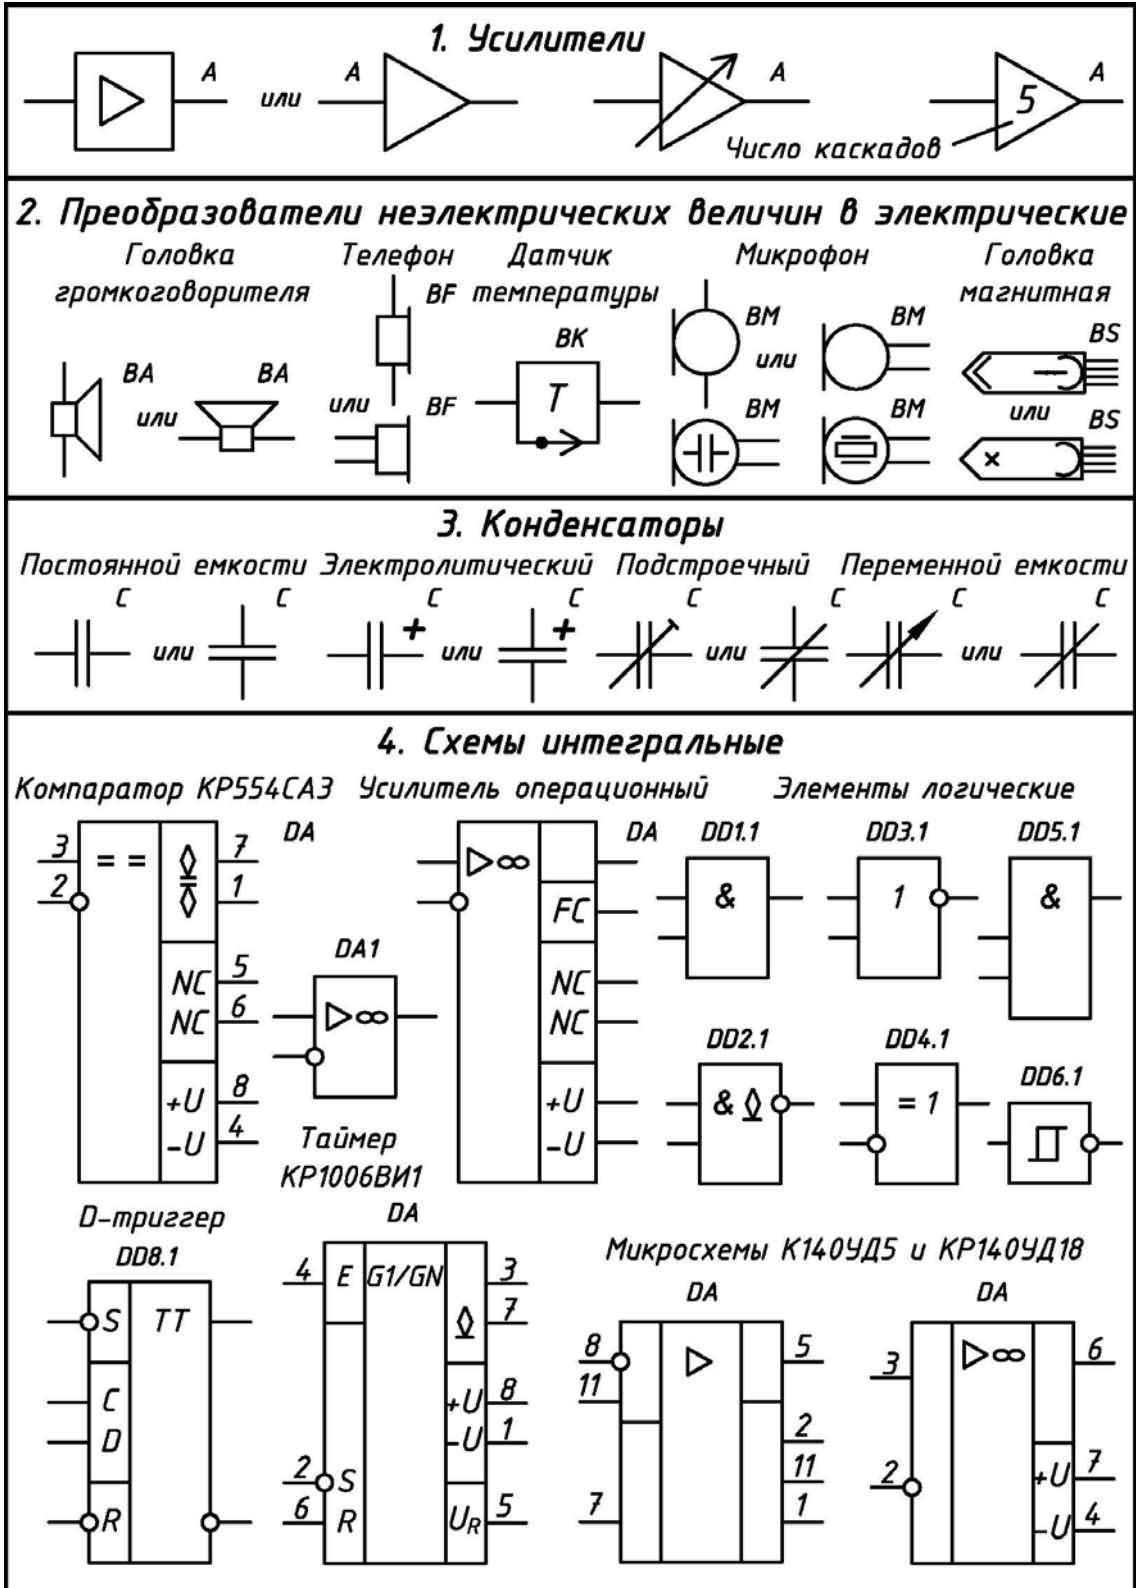 1. Усилители
A
или
A
A
5
A
Число каскадов
2. Преобразователи неэлектрических величин в электрические
Головка громкоговорителя
Телефон
Датчик температуры
Микрофон
Головка магнитная
BA
или
BA
BF
или
BF
BK
T
BM
или
BM
BM
BM
BS
или
BS
3. Конденсаторы
Постоянной емкости
Электролитический
Подстроечный
Переменной емкости
C
или
C
C
+
или
C
+
C
или
C
C
или
C
4. Схемы интегральные
Компаратор КР554СА3
Усилитель операционный
Элементы логические
DA
3
2
= =
7
1
NC
5
NC
6
+U
8
-U
4
DA1
▷∞
DA
▷∞
FC
NC
NC
+U
-U
DD1.1
&
DD3.1
1
DD5.1
&
DD2.1
&
DD4.1
= 1
DD6.1
D-триггер
DD8.1
S
TT
C
D
R
Таймер
КР1006ВИ1
DA
4
E
G1/GN
3
7
+U
8
-U
1
2
S
6
R
UR
5
Микросхемы К140УД5 и КР140УД18
DA
8
11
7
▷
5
2
11
1
DA
3
2
▷∞
6
+U
7
-U
4